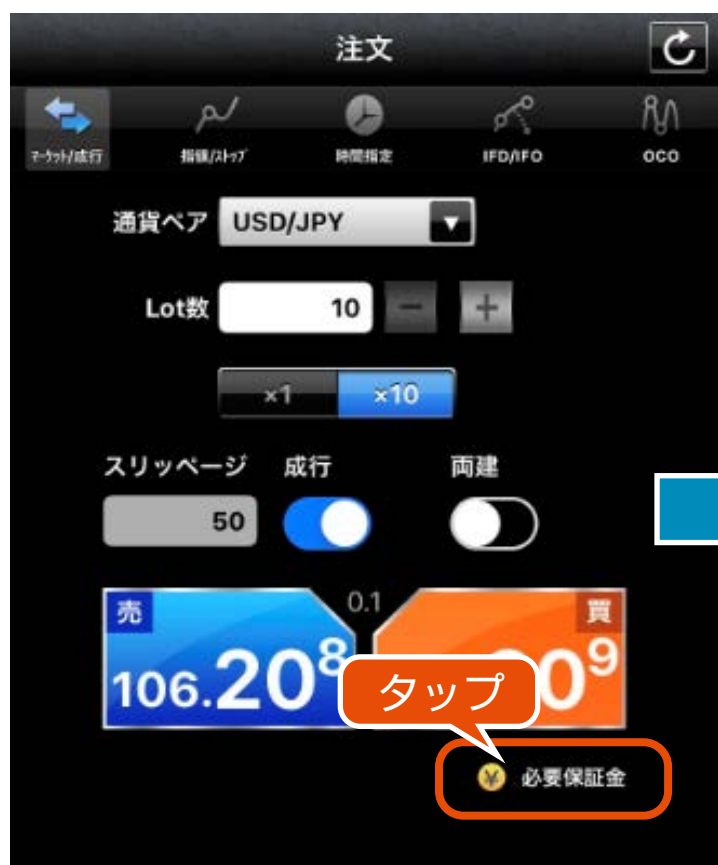 注文
マーケット/成行
指値/ストップ
時間指定
IFD/IFO
OCO
通貨ペア USD/JPY
Lot数 10 − +
×1 ×10
スリッページ 成行 両建
50
売 0.1 買
106.208 09
タップ
¥ 必要保証金